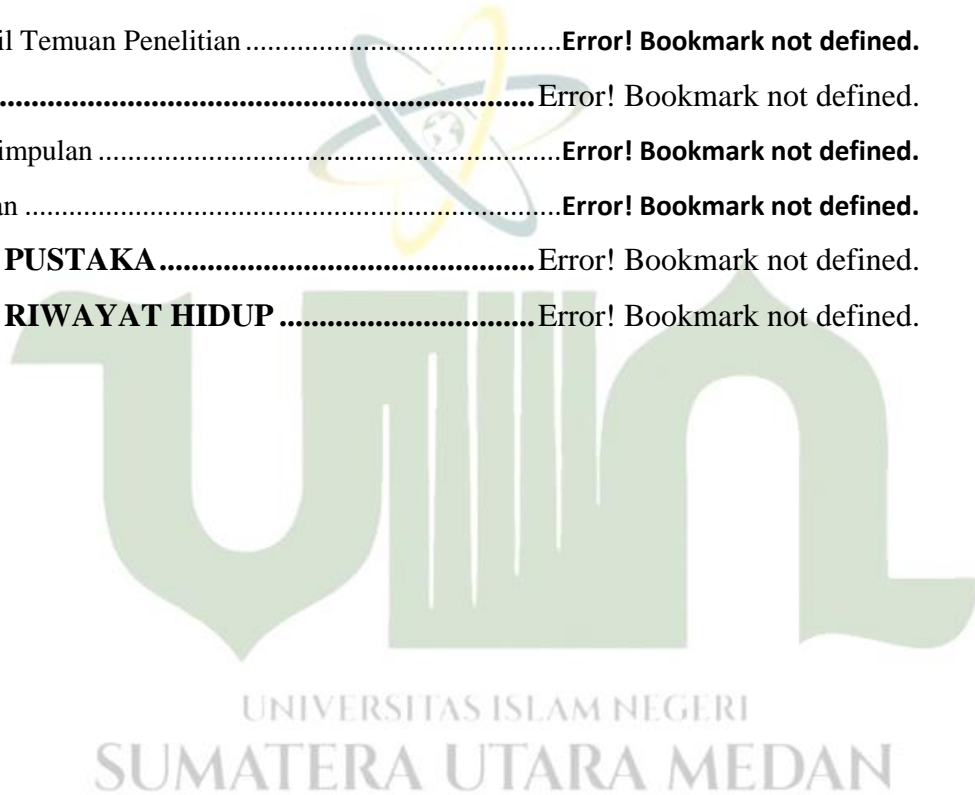 il Temuan Penelitian ........................................... Error! Bookmark not defined.
.................................................................... Error! Bookmark not defined.
impulan ............................................................... Error! Bookmark not defined.
an ......................................................................... Error! Bookmark not defined.
PUSTAKA ............................................... Error! Bookmark not defined.
RIWAYAT HIDUP ................................ Error! Bookmark not defined.
UNIVERSITAS ISLAM NEGERI
SUMATERA UTARA MEDAN